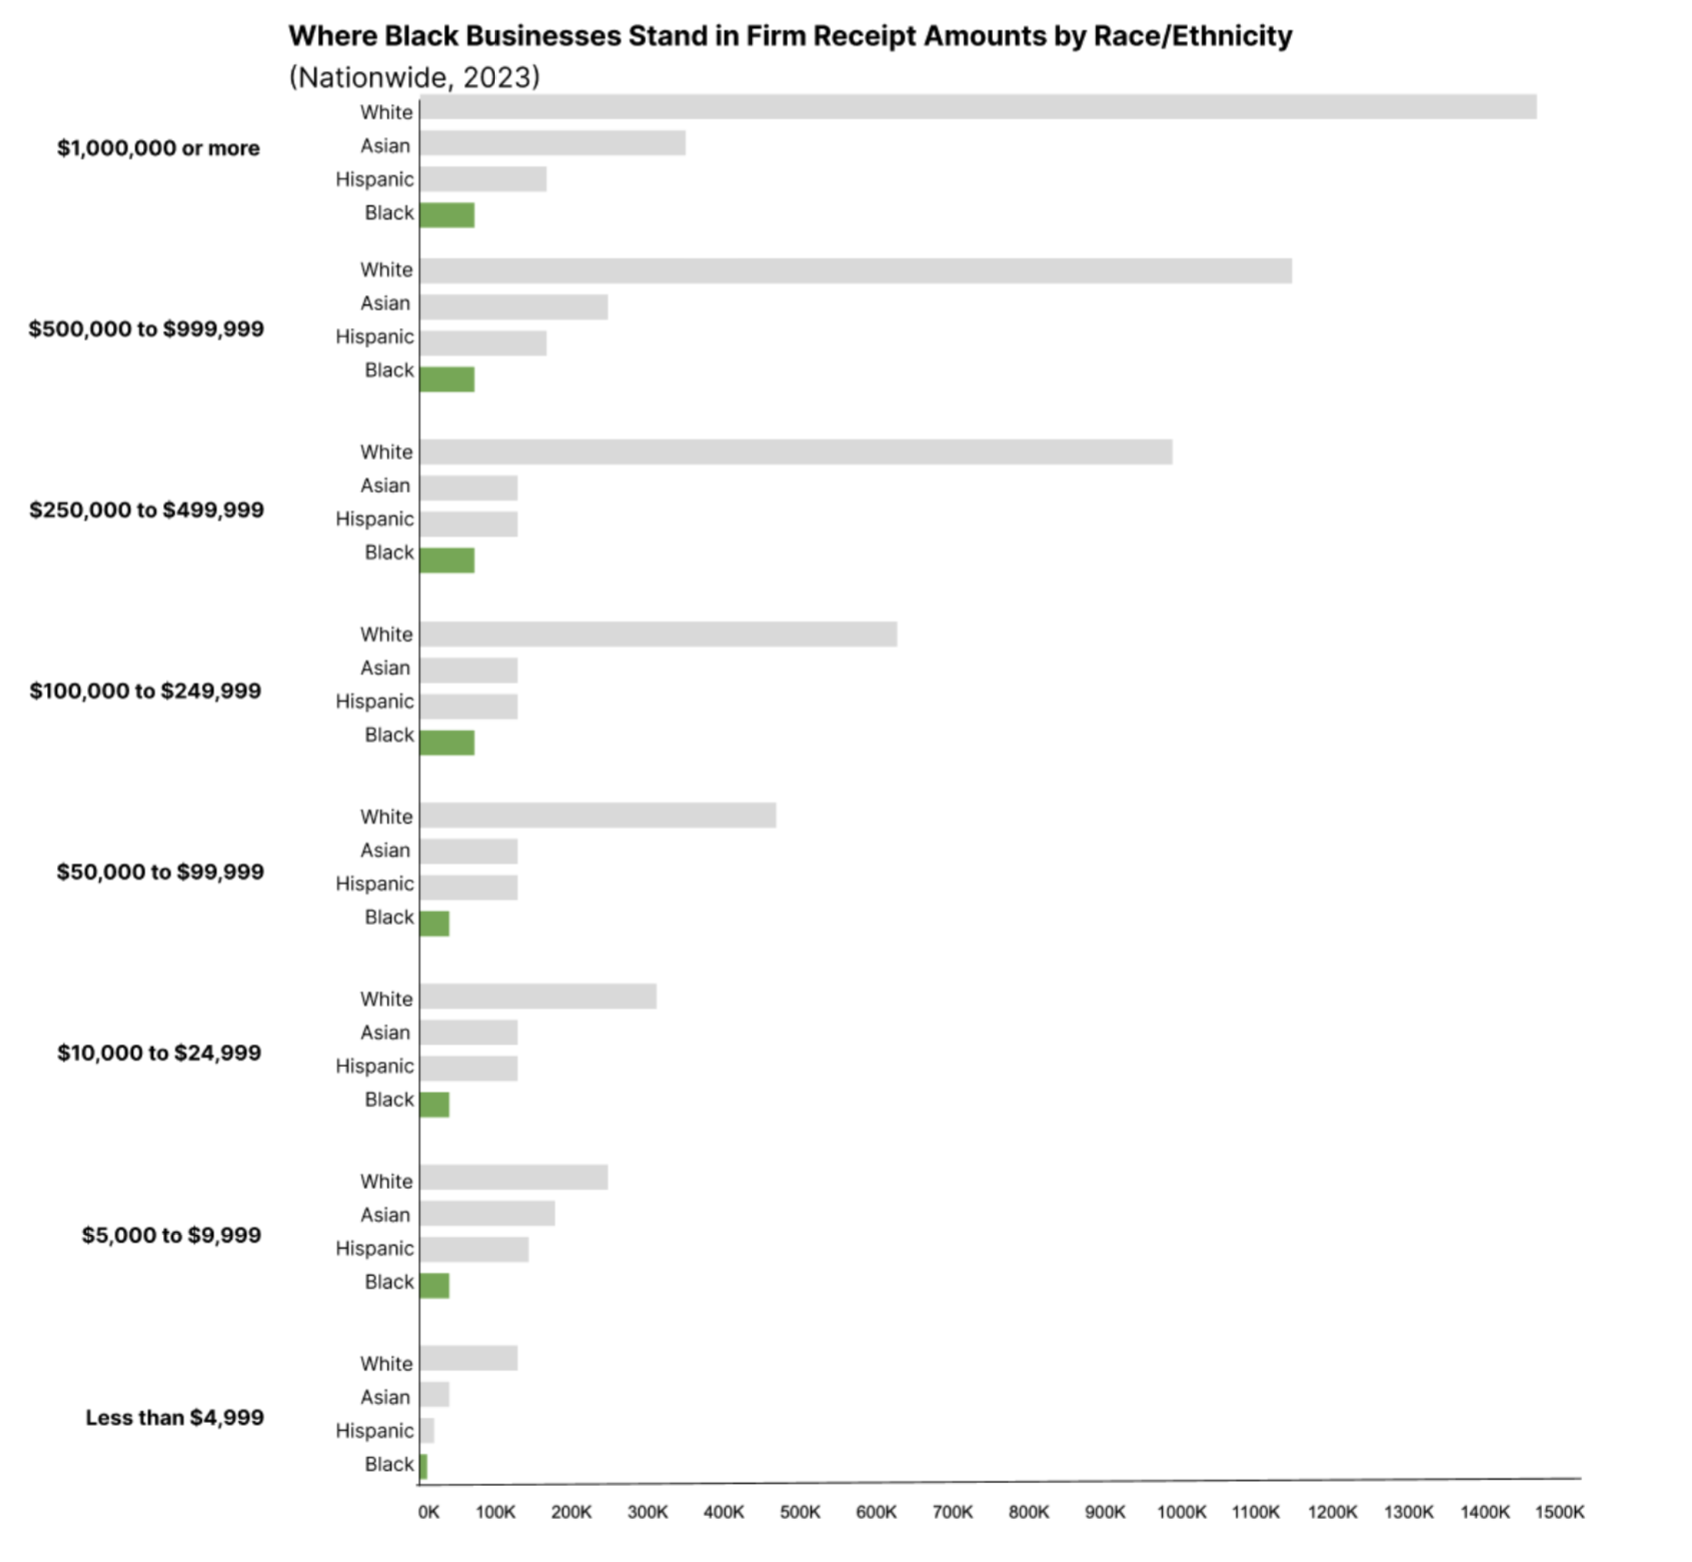 Where Black Businesses Stand in Firm Receipt Amounts by Race/Ethnicity
(Nationwide, 2023)
$1,000,000 or more
White
Asian
Hispanic
Black
$500,000 to $999,999
White
Asian
Hispanic
Black
$250,000 to $499,999
White
Asian
Hispanic
Black
$100,000 to $249,999
White
Asian
Hispanic
Black
$50,000 to $99,999
White
Asian
Hispanic
Black
$10,000 to $24,999
White
Asian
Hispanic
Black
$5,000 to $9,999
White
Asian
Hispanic
Black
Less than $4,999
White
Asian
Hispanic
Black
0K 100K 200K 300K 400K 500K 600K 700K 800K 900K 1000K 1100K 1200K 1300K 1400K 1500K